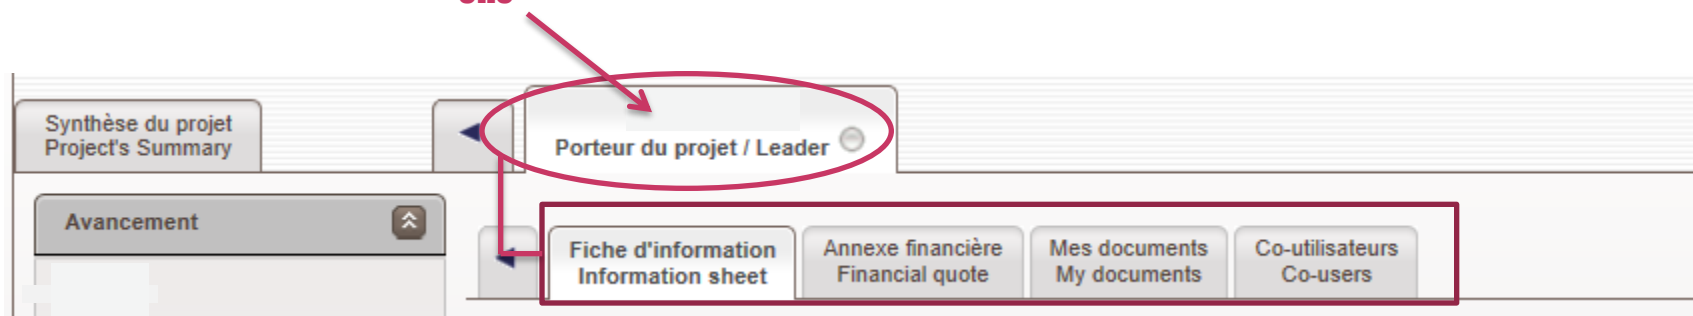 Synthèse du projet
Project's Summary
Porteur du projet / Leader
Avancement
Fiche d'information
Information sheet
Annexe financière
Financial quote
Mes documents
My documents
Co-utilisateurs
Co-users